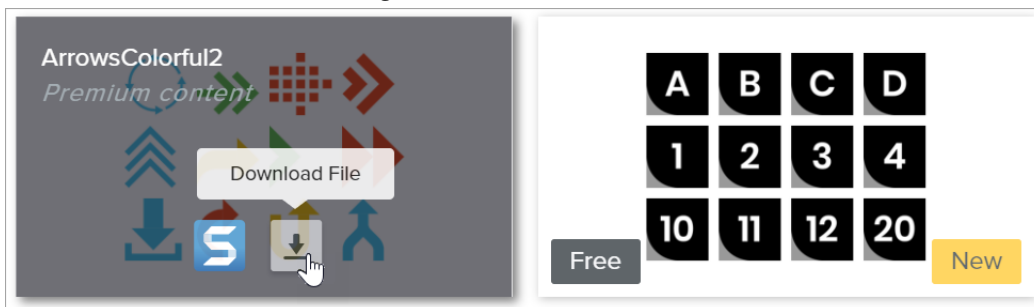 ArrowsColorful2
Premium content
Download File
S
A B C D
1 2 3 4
10 11 12 20
Free
New